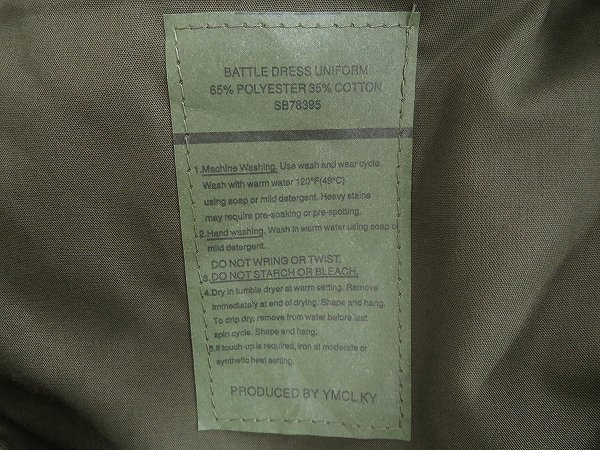 BATTLE DRESS UNIFORM
65% POLYESTER 35% COTTON
SB78395
1.Machine Washing. Use wash and wear cycle.
Wash with warm water 120°F(49°C)
using soap or mild detergent. Heavy stains
may require pre-soaking or pre-spotting.
2.Hand washing. Wash in warm water using soap or
mild detergent.
DO NOT WRING OR TWIST.
3.DO NOT STARCH OR BLEACH.
4.Dry in tumble dryer at warm setting. Remove
immediately at end of drying. Shape and hang.
To drip dry, remove from water before last
spin cycle. Shape and hang.
5.If touch-up is required, iron at moderate or
synthetic heat setting.
PRODUCED BY YMCLKY